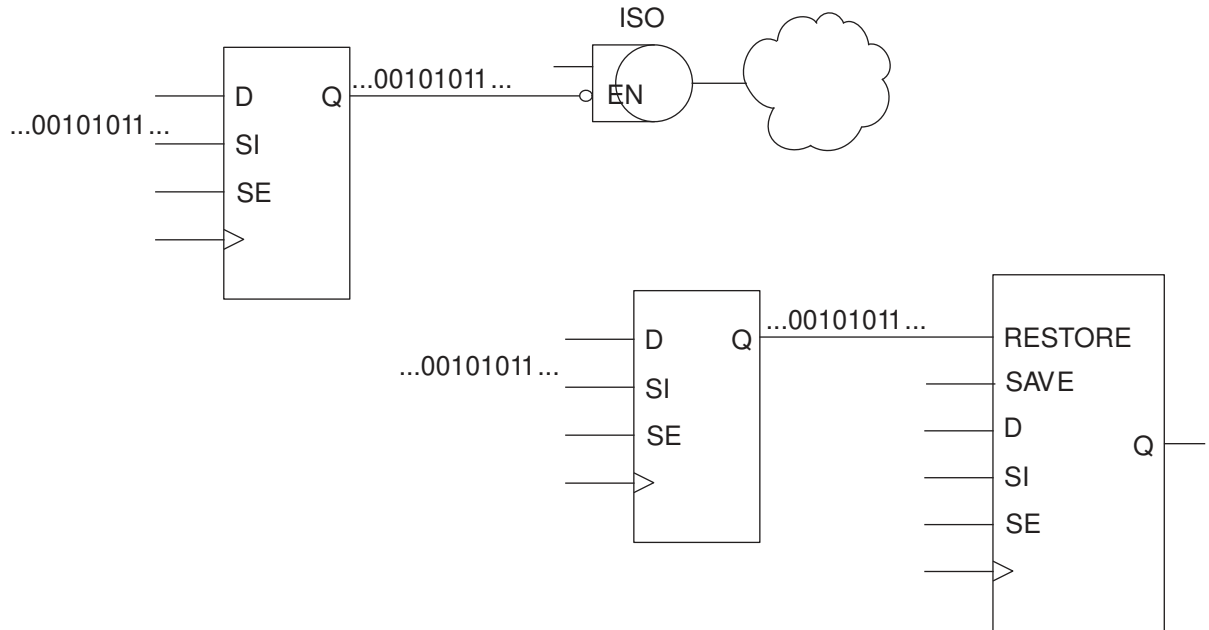 ISO
...00101011...
D
Q
EN
...00101011...
SI
SE
...00101011...
D
Q
RESTORE
...00101011...
SAVE
SI
D
SE
Q
SI
SE